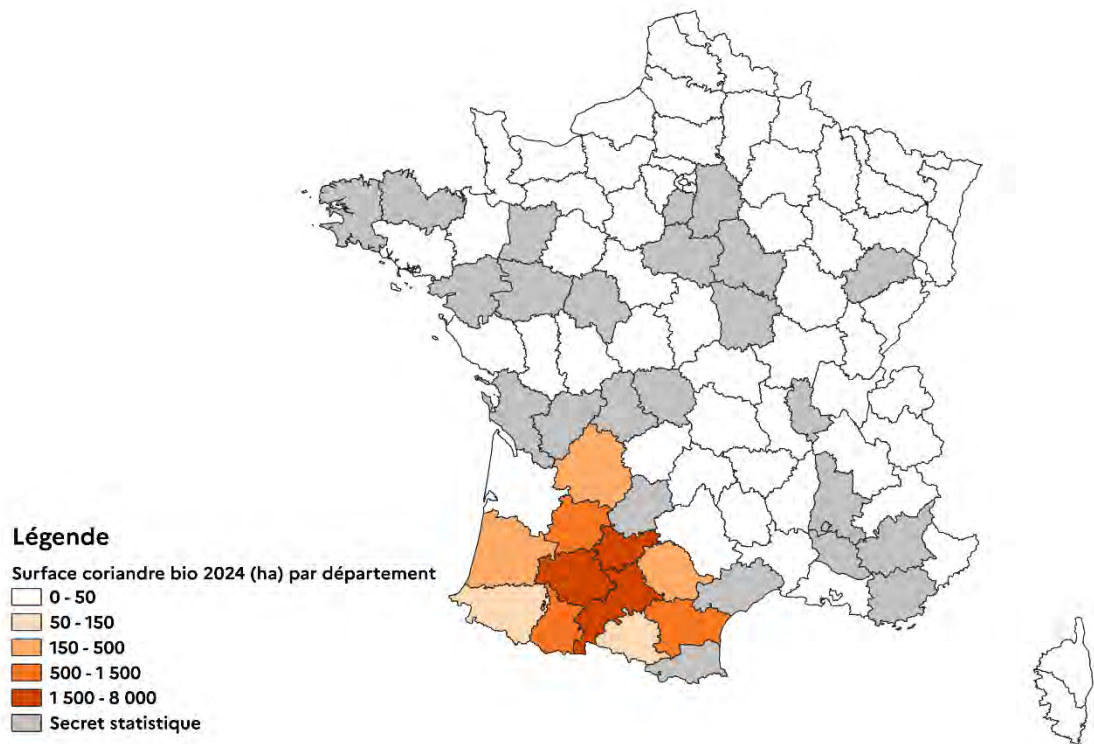 Légende
Surface coriandre bio 2024 (ha) par département
0 - 50
50 - 150
150 - 500
500 - 1 500
1 500 - 8 000
Secret statistique